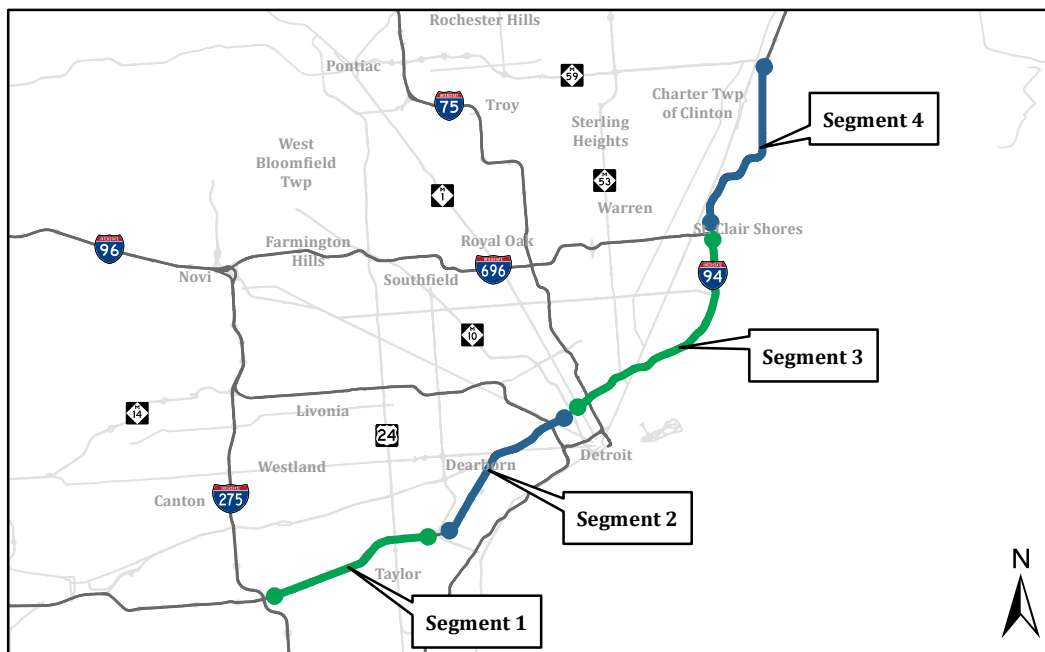 Rochester Hills
Pontiac
M
59
INTERSTATE
75
Troy
Charter Twp
of Clinton
Segment 4
Sterling
Heights
West
Bloomfield
Twp
M
53
M
1
Warren
St. Clair Shores
Royal Oak
Farmington
Hills
96
696
Novi
Southfield
94
M
10
Segment 3
M
14
Livonia
24
Detroit
Westland
Dearborn
Canton
275
Segment 2
Taylor
N
Segment 1